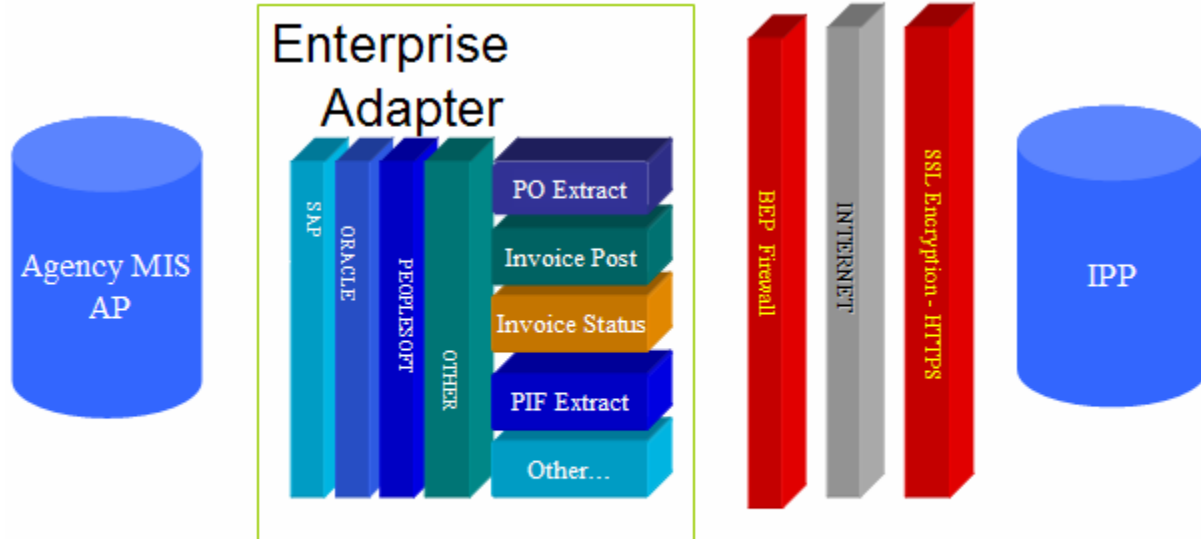 Enterprise
Adapter
Agency MIS
AP
SAP
ORACLE
PEOPLESOFT
OTHER
PO Extract
Invoice Post
Invoice Status
PIF Extract
Other...
BEP Firewall
INTERNET
SSL Encryption - HTTPS
IPP